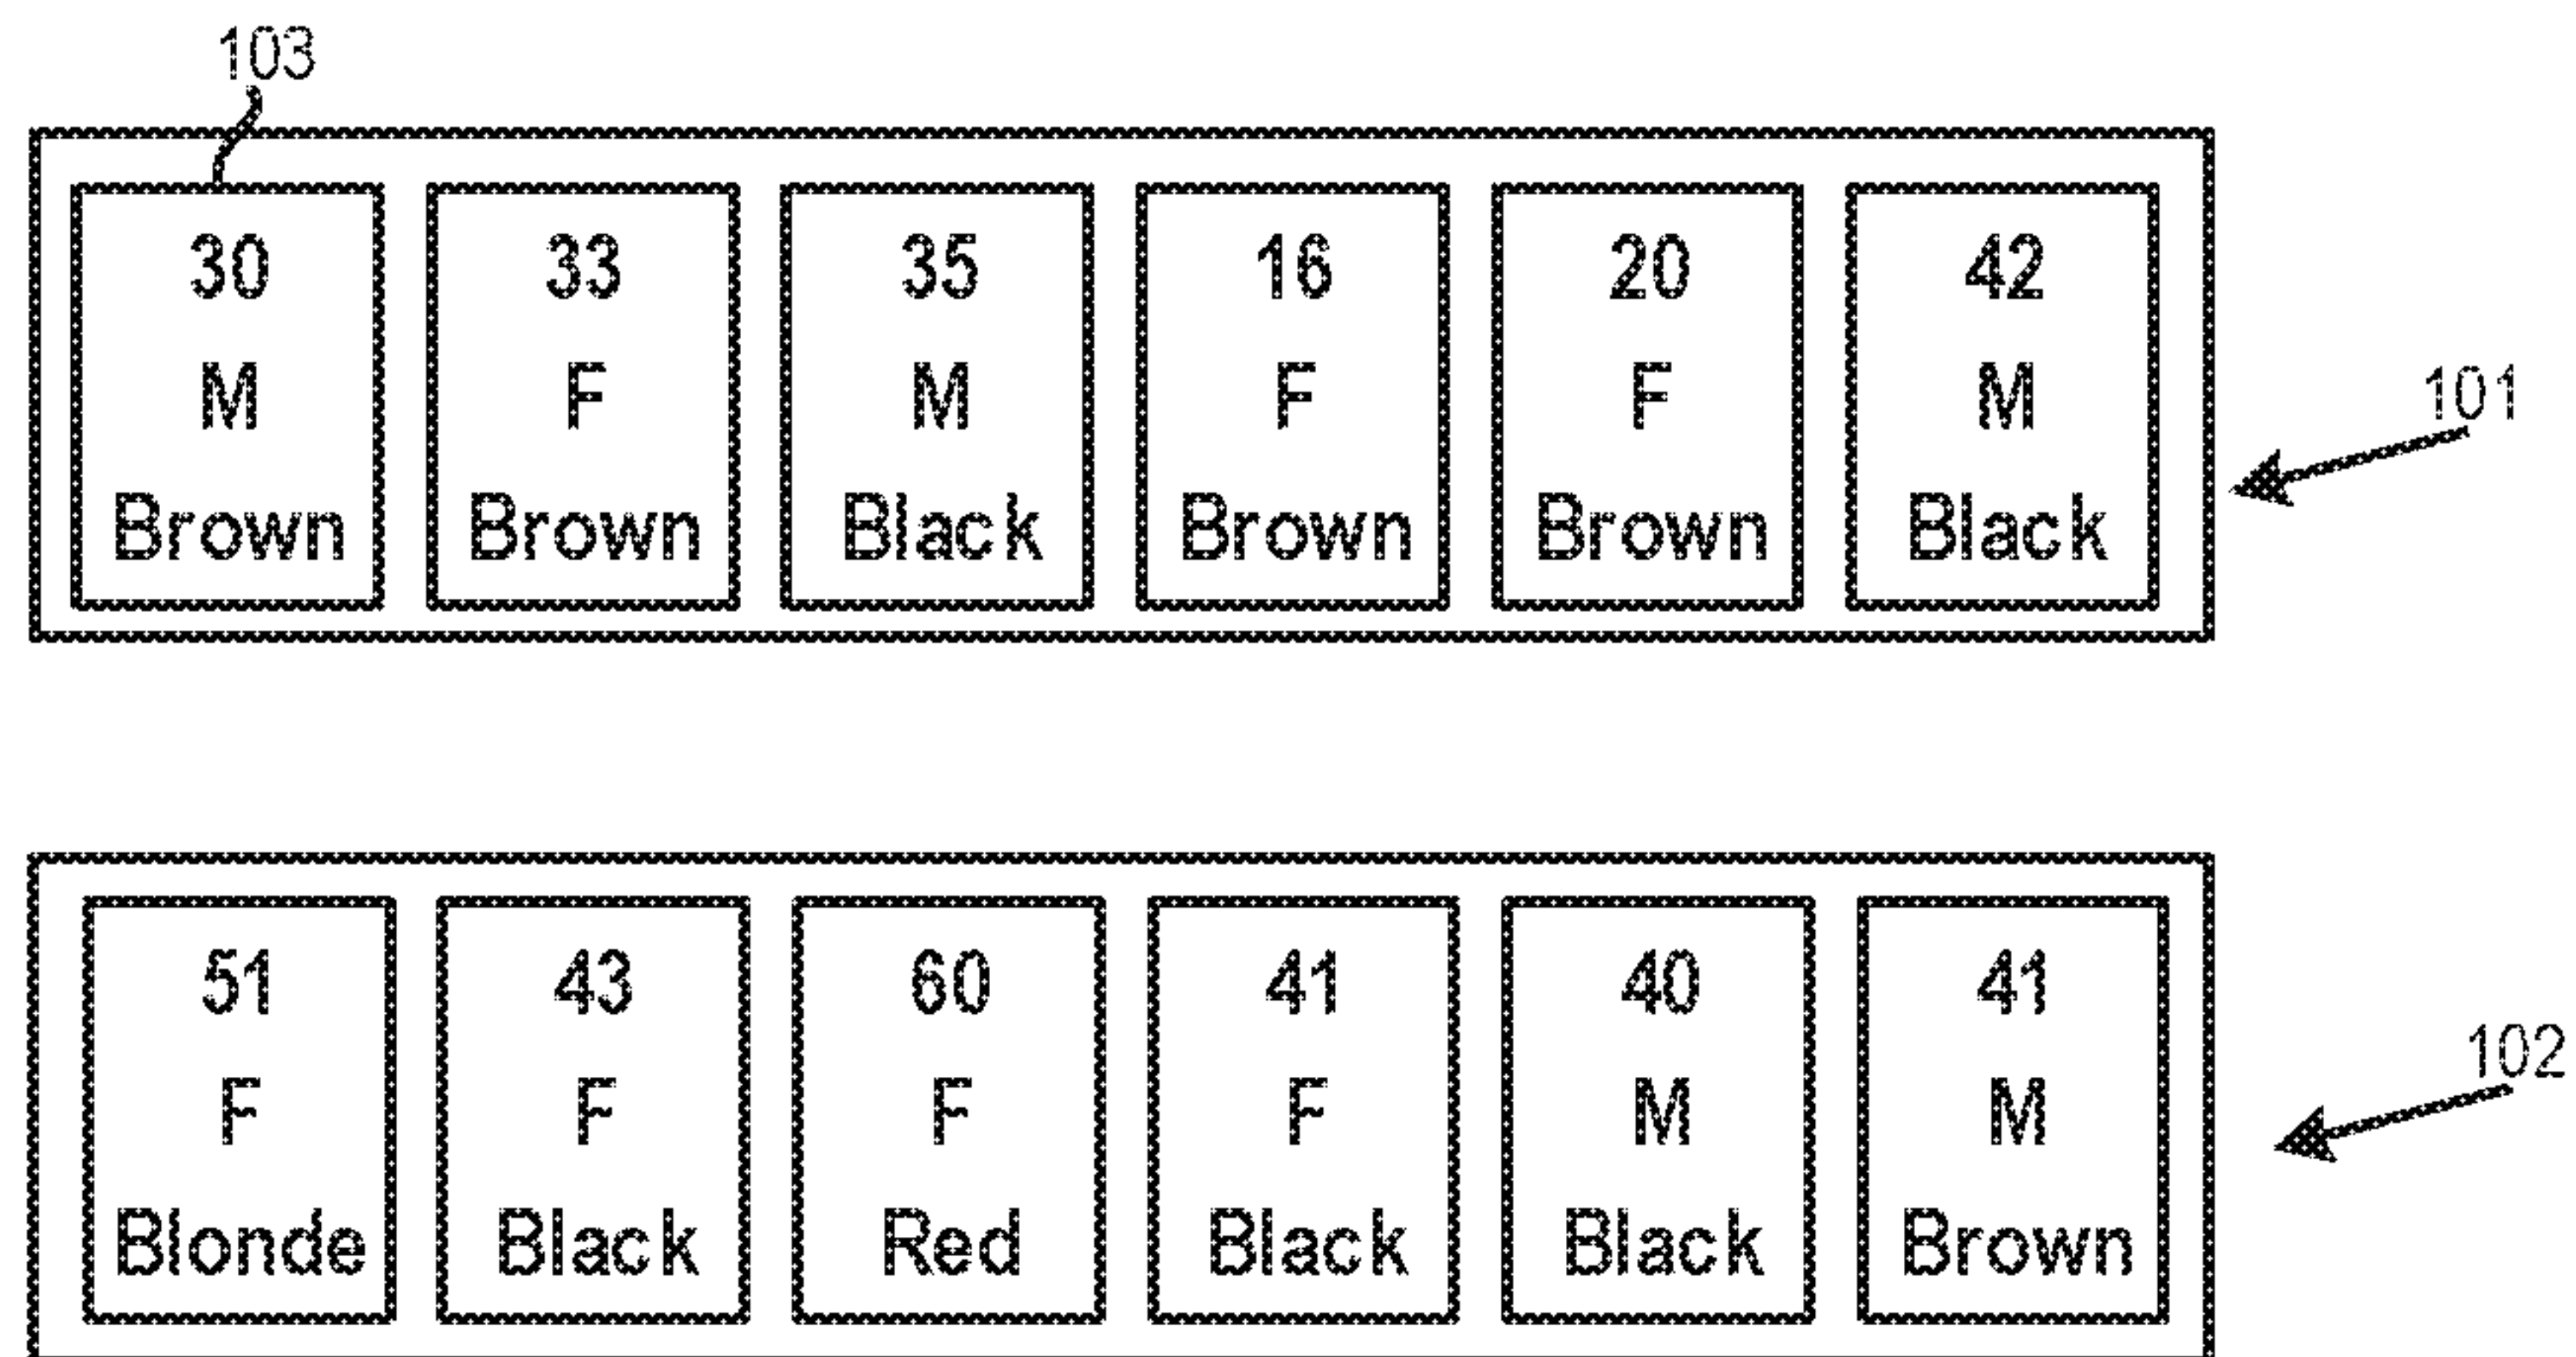 103
30 33 35 16 20 42
M F M F F M
101
Brown Brown Black Brown Brown Black
51 43 60 41 40 41
102
F F F F M M
Blonde Black Red Black Black Brown